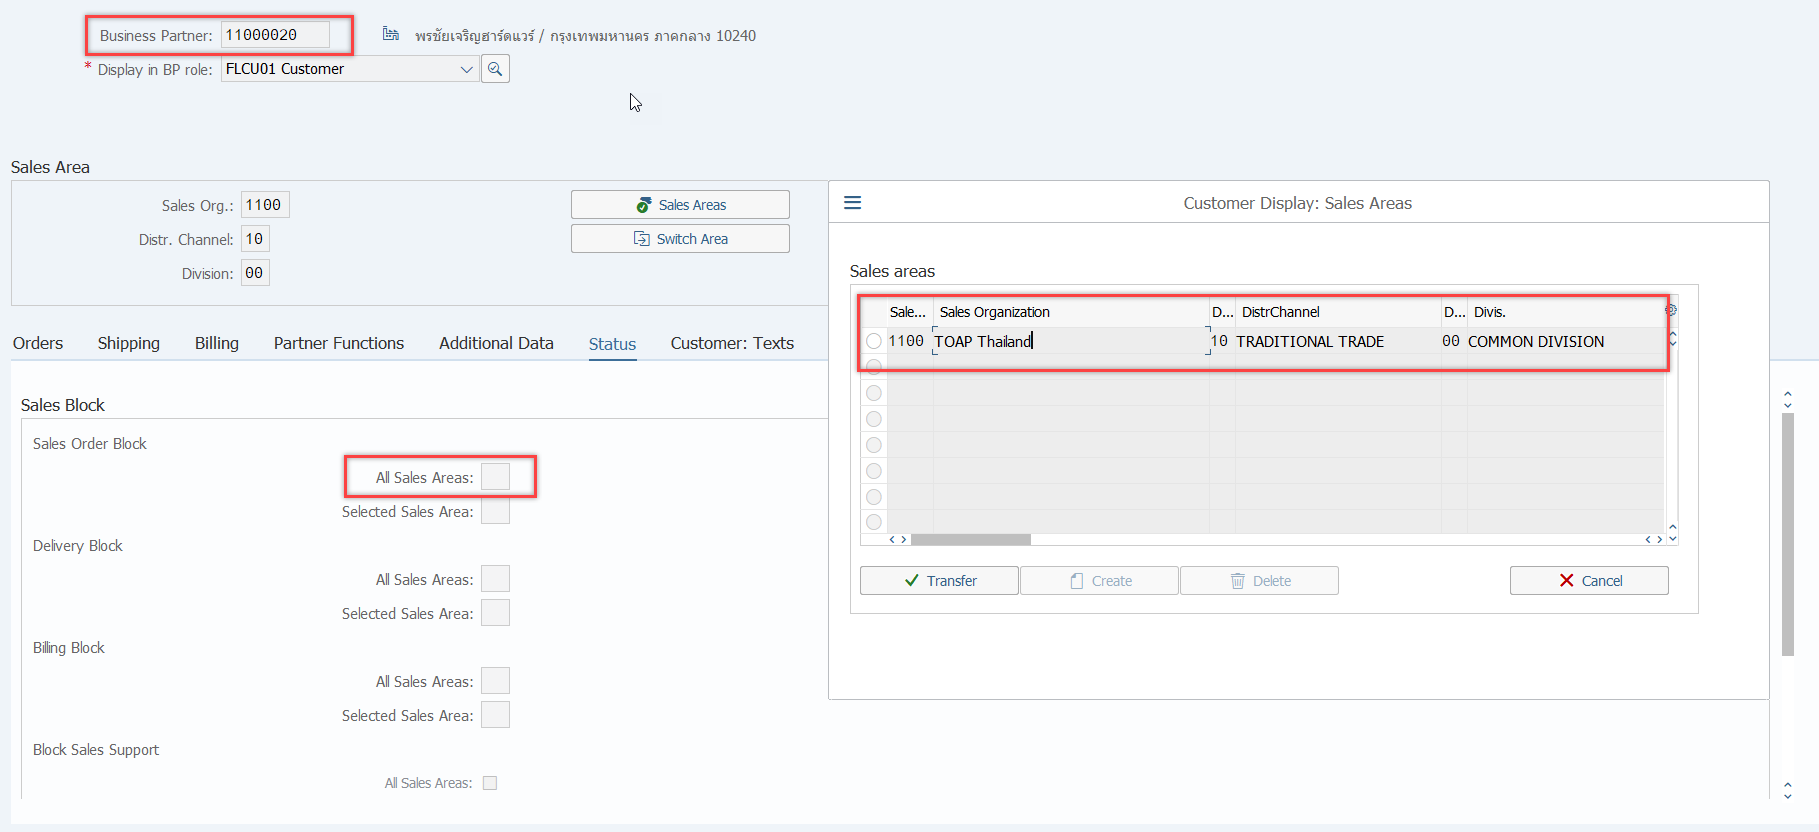 Business Partner: 11000020 พรชัยเจริญฮาร์ดแวร์ / กรุงเทพมหานคร ภาคกลาง 10240
* Display in BP role: FLCU01 Customer
Sales Area
Sales Org.: 1100 Sales Areas
Distr. Channel: 10 Switch Area
Division: 00
Orders Shipping Billing Partner Functions Additional Data Status Customer: Texts
Sales Block
Sales Order Block
All Sales Areas:
Selected Sales Area:
Delivery Block
All Sales Areas:
Selected Sales Area:
Billing Block
All Sales Areas:
Selected Sales Area:
Block Sales Support
All Sales Areas:
Customer Display: Sales Areas
Sales areas
Sale... Sales Organization D... DistrChannel D... Divis.
1100 TOAP Thailand 10 TRADITIONAL TRADE 00 COMMON DIVISION
Transfer Create Delete Cancel